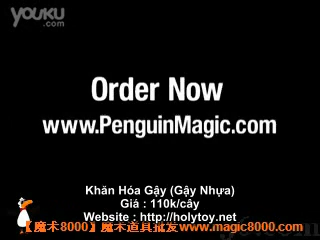 YOUKU
.com
Order Now
www.PenguinMagic.com
Khăn Hóa Gậy (Gậy Nhựa)
Giá : 110k/cây
Website : http://holytoy.net
【魔术8000】魔术道具批发www.magic8000.com